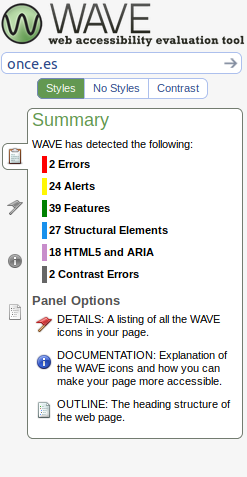 WAVE
web accessibility evaluation tool
once.es
Styles No Styles Contrast
Summary
WAVE has detected the following:
2 Errors
24 Alerts
39 Features
27 Structural Elements
18 HTML5 and ARIA
2 Contrast Errors
Panel Options
DETAILS: A listing of all the WAVE
icons in your page.
DOCUMENTATION: Explanation of
the WAVE icons and how you can
make your page more accessible.
OUTLINE: The heading structure of
the web page.